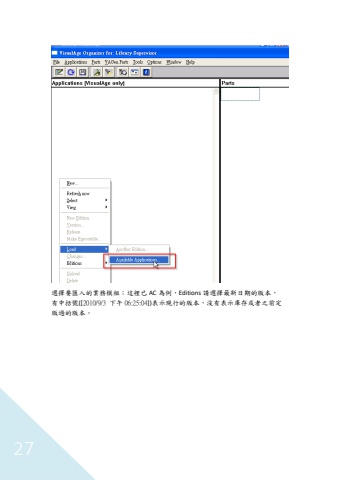 VisualAge Organizer for: Library Supervisor
File Applications Parts VAGen Parts Tools Options Window Help
Applications (VisualAge only)
Parts
New...
Refresh now
Select
View
New Edition
Version...
Release
Make Executable...
Load
Another Edition...
Changes
Available Applications...
Editions
Unload
Delete
選擇要匯入的業務模組：這裡已 AC 為例，Editions 請選擇最新日期的版本，
有中括號([2010/9/3 下午 06:25:04])表示現行的版本，沒有表示庫存或者之前定
版過的版本。
27